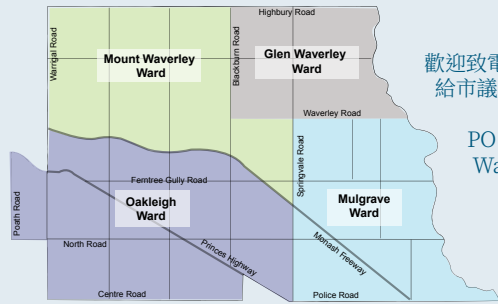 Highbury Road
Warrigal Road
Mount Waverley
Ward
Blackburn Road
Glen Waverley
Ward
歡迎致電
給市議
Waverley Road
PO
Wa
Springvale Road
Ferntree Gully Road
Poath Road
Oakleigh
Ward
Mulgrave
Ward
North Road
Princes Highway
Monash Freeway
Centre Road
Police Road